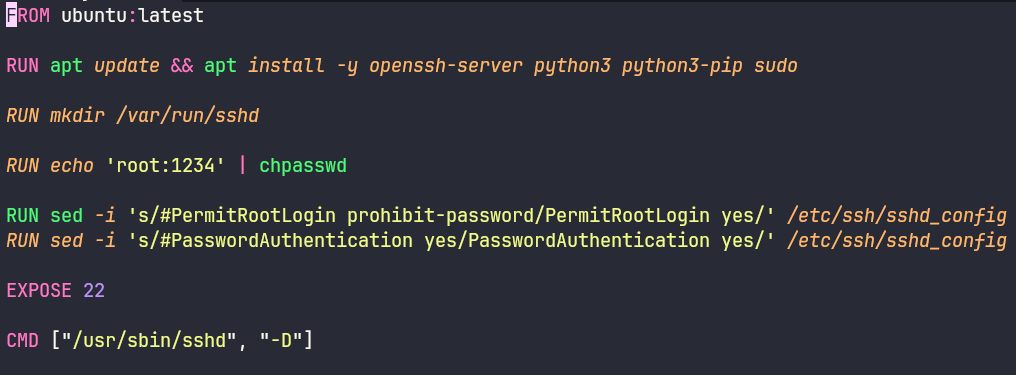 FROM ubuntu:latest
RUN apt update && apt install -y openssh-server python3 python3-pip sudo
RUN mkdir /var/run/sshd
RUN echo 'root:1234' | chpasswd
RUN sed -i 's/#PermitRootLogin prohibit-password/PermitRootLogin yes/' /etc/ssh/sshd_config
RUN sed -i 's/#PasswordAuthentication yes/PasswordAuthentication yes/' /etc/ssh/sshd_config
EXPOSE 22
CMD ["/usr/sbin/sshd", "-D"]